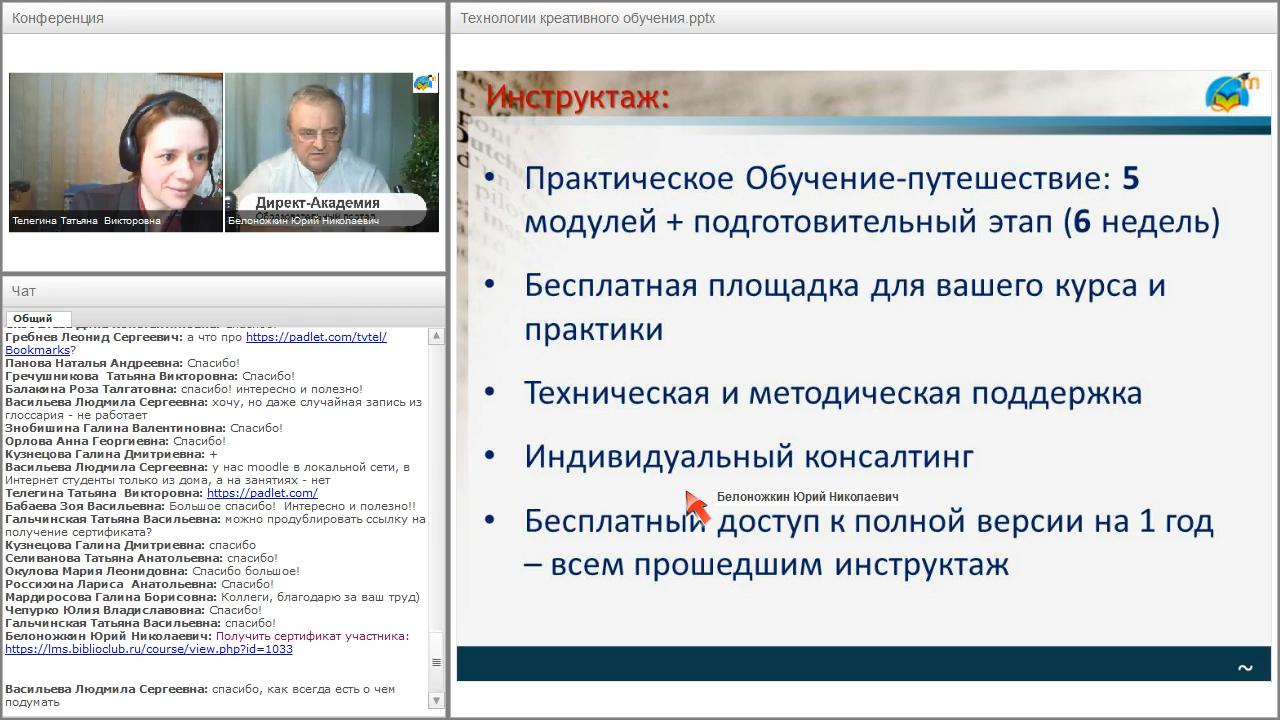 Конференция
Телегина Татьяна Викторовна
Директ-Академия
Белоножкин Юрий Николаевич
Чат
Общий
Гребнев Леонид Сергеевич: а что про https://padlet.com/tvtel/
Bookmarks?
Панова Наталья Андреевна: Спасибо!
Гречушникова Татьяна Викторовна: Спасибо!
Балакина Роза Талгатовна: спасибо! интересно и полезно!
Васильева Людмила Сергеевна: хочу, но даже случайная запись из
глоссария - не работает
Знобишина Галина Валентиновна: Спасибо!
Орлова Анна Георгиевна: Спасибо!
Кузнецова Галина Дмитриевна: +
Васильева Людмила Сергеевна: у нас moodle в локальной сети, в
Интернет студенты только из дома, а на занятиях - нет
Телегина Татьяна Викторовна: https://padlet.com/
Бабаева Зоя Васильевна: Большое спасибо! Интересно и полезно!!
Гальчинская Татьяна Васильевна: можно продублировать ссылку на
получение сертификата?
Кузнецова Галина Дмитриевна: спасибо
Селиванова Татьяна Анатольевна: спасибо!
Окулова Мария Леонидовна: Спасибо большое!
Россихина Лариса Анатольевна: Спасибо!
Мардиросова Галина Борисовна: Коллеги, благодарю за ваш труд)
Чепурко Юлия Владиславовна: Спасибо!
Гальчинская Татьяна Васильевна: спасибо!
Белоножкин Юрий Николаевич: Получить сертификат участника:
https://lms.biblioclub.ru/course/view.php?id=1033
Васильева Людмила Сергеевна: спасибо, как всегда есть о чем
подумать
Технологии креативного обучения.pptx
Инструктаж:
• Практическое Обучение-путешествие: 5
модулей + подготовительный этап (6 недель)
• Бесплатная площадка для вашего курса и
практики
• Техническая и методическая поддержка
• Индивидуальный консалтинг
Белоножкин Юрий Николаевич
• Бесплатный доступ к полной версии на 1 год
– всем прошедшим инструктаж
~